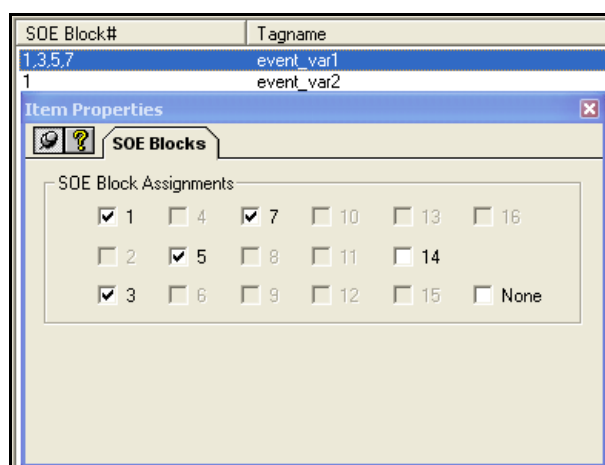 SOE Block# Tagname
1,3,5,7 event_var1
1 event_var2
Item Properties
SOE Blocks
SOE Block Assignments
1 4 7 10 13 16
2 5 8 11 14
3 6 9 12 15 None